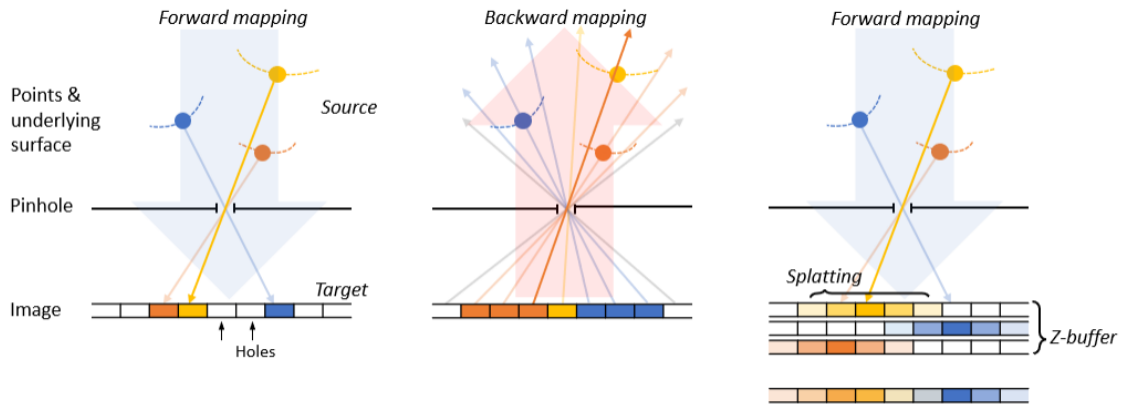 Forward mapping
Backward mapping
Forward mapping
Points &
underlying
surface
Source
Pinhole
Image
Target
Holes
Splatting
Z-buffer